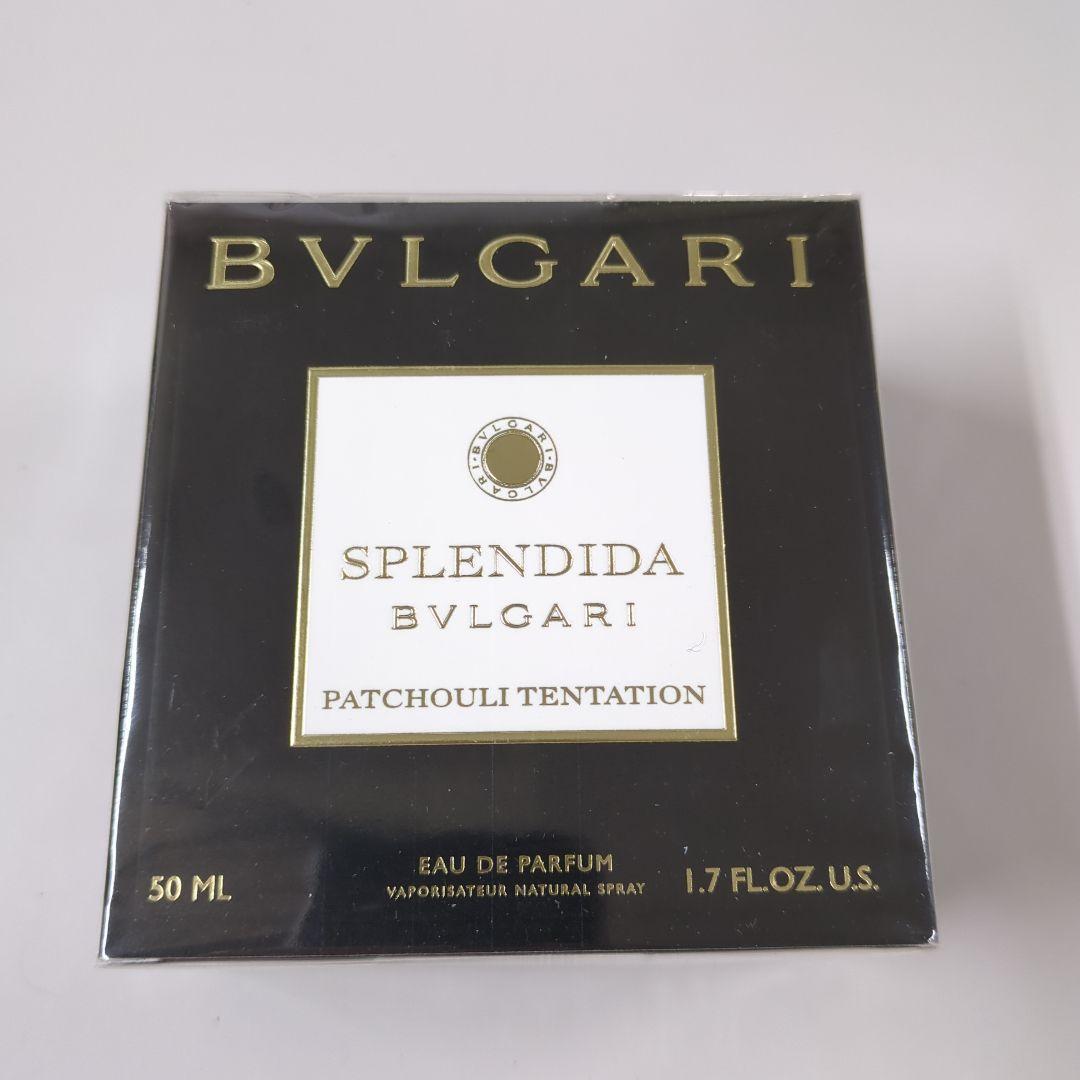 BVLGARI
BVLGARI·BVLGARI·
SPLENDIDA
BVLGARI
PATCHOULI TENTATION
EAU DE PARFUM
VAPORISATEUR NATURAL SPRAY
50 ML
1.7 FL.OZ. U.S.